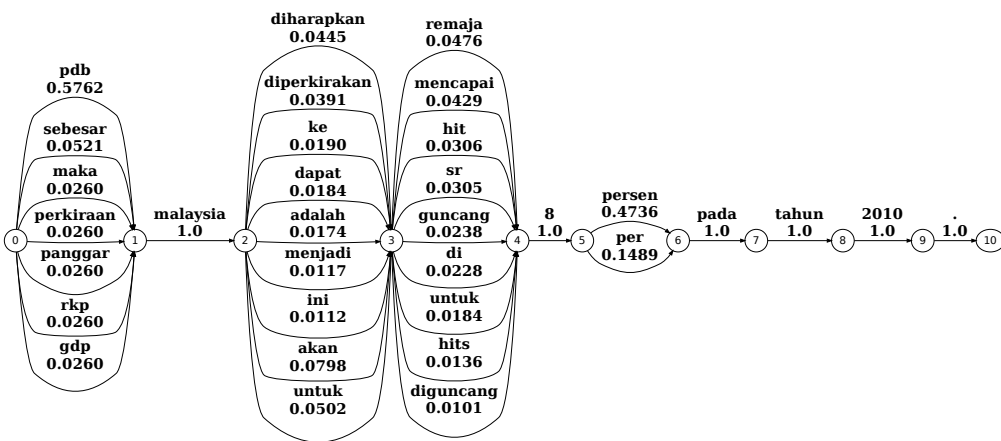 pdb
0.5762
sebesar
0.0521
maka
0.0260
perkiraan
0.0260
panggar
0.0260
rkp
0.0260
gdp
0.0260
0
1
malaysia
1.0
2
diharapkan
0.0445
diperkirakan
0.0391
ke
0.0190
dapat
0.0184
adalah
0.0174
menjadi
0.0117
ini
0.0112
akan
0.0798
untuk
0.0502
3
remaja
0.0476
mencapai
0.0429
hit
0.0306
sr
0.0305
guncang
0.0238
di
0.0228
untuk
0.0184
hits
0.0136
diguncang
0.0101
4
8
1.0
5
persen
0.4736
per
0.1489
6
pada
1.0
7
tahun
1.0
8
2010
1.0
9
.
1.0
10